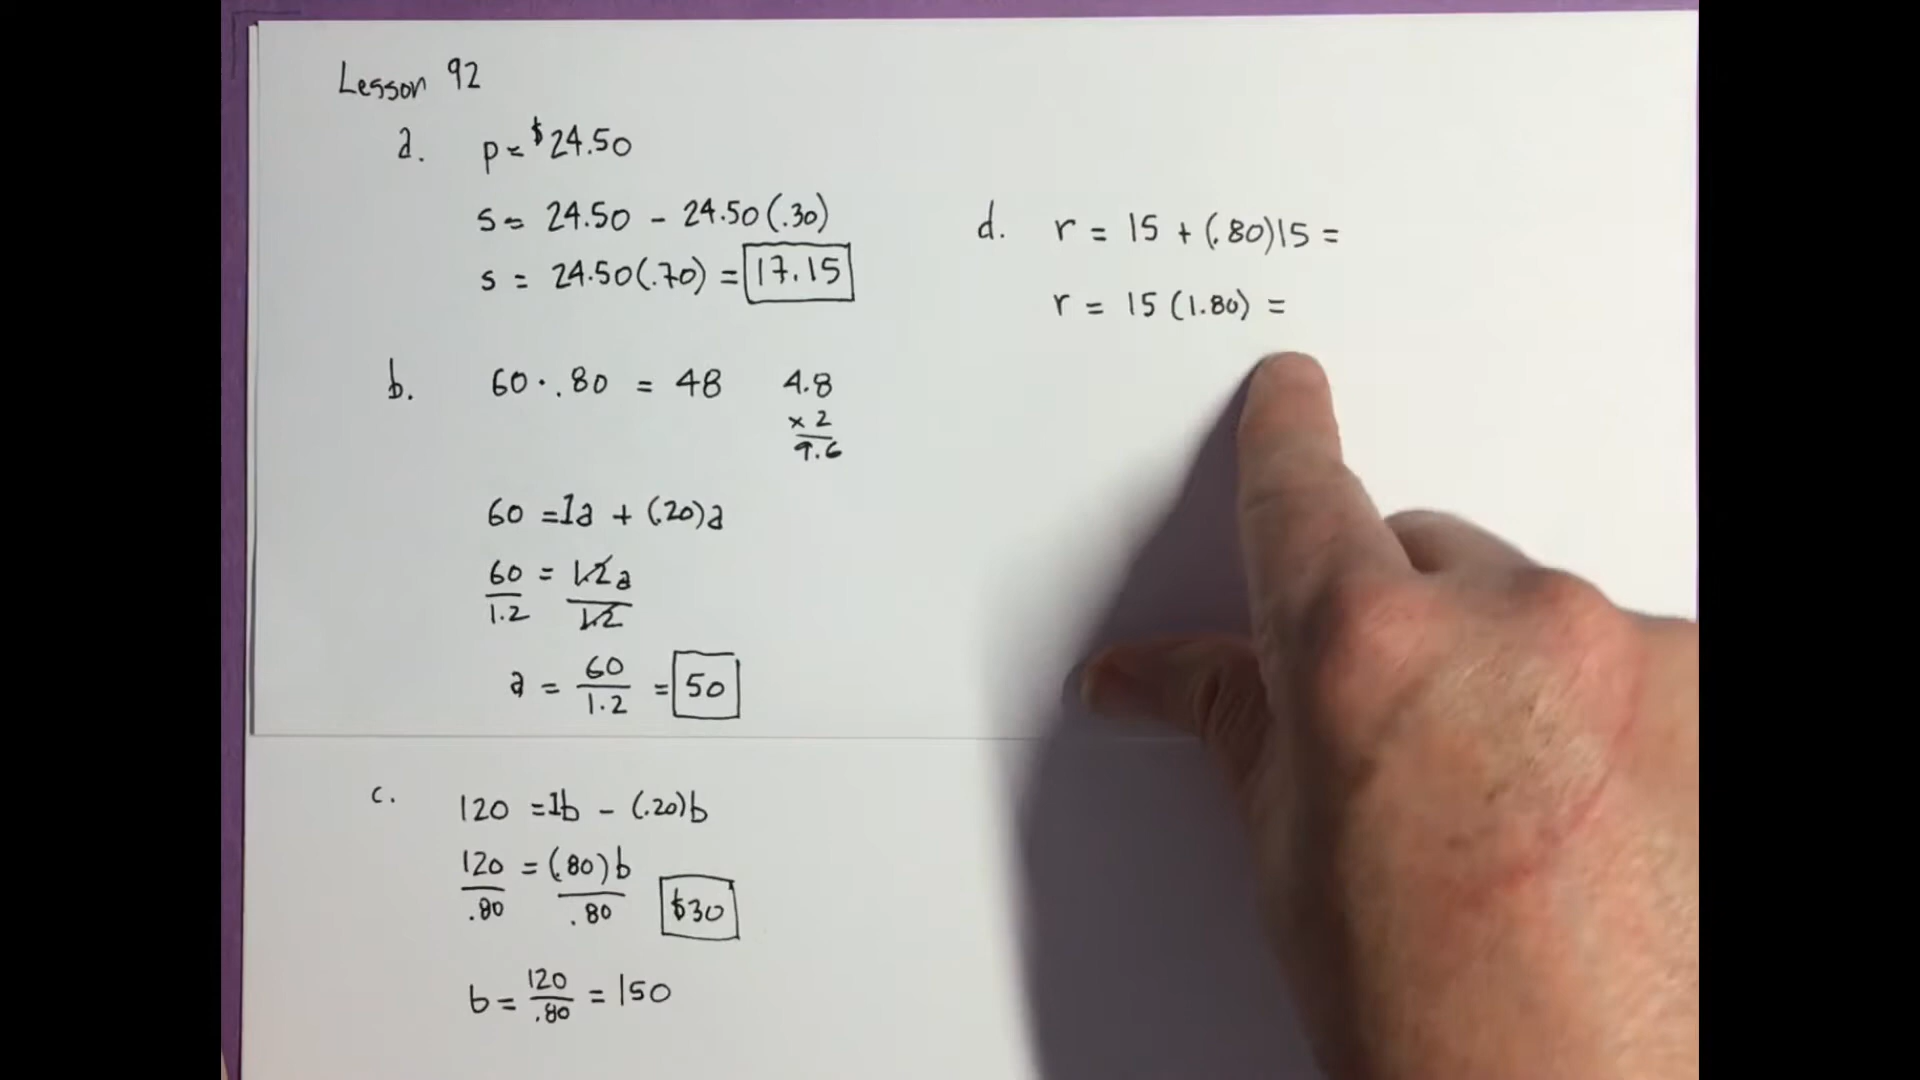 Lesson 92
a. p = $24.50
s = 24.50 - 24.50(.30)
s = 24.50(.70) = 17.15
b. 60 · .80 = 48
4.8
x 2
9.6
60 = 1a + (.20)a
60 = 1.2a
1.2 1.2
a = 60 = 50
1.2
c. 120 = 1b - (.20)b
120 = (.80)b
.80 .80
$30
b = 120 = 150
.80
d. r = 15 + (.80)15 =
r = 15(1.80) =